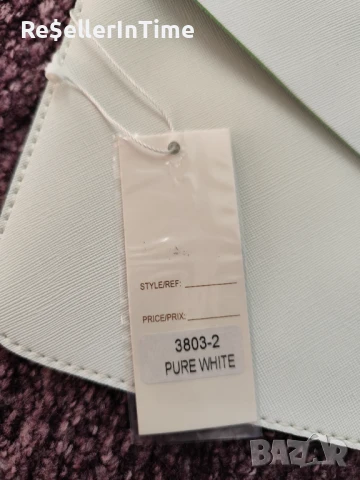 Re$ellerInTime
STYLE/REF:
PRICE/PRIX:
3803-2
PURE WHITE
BAZAR